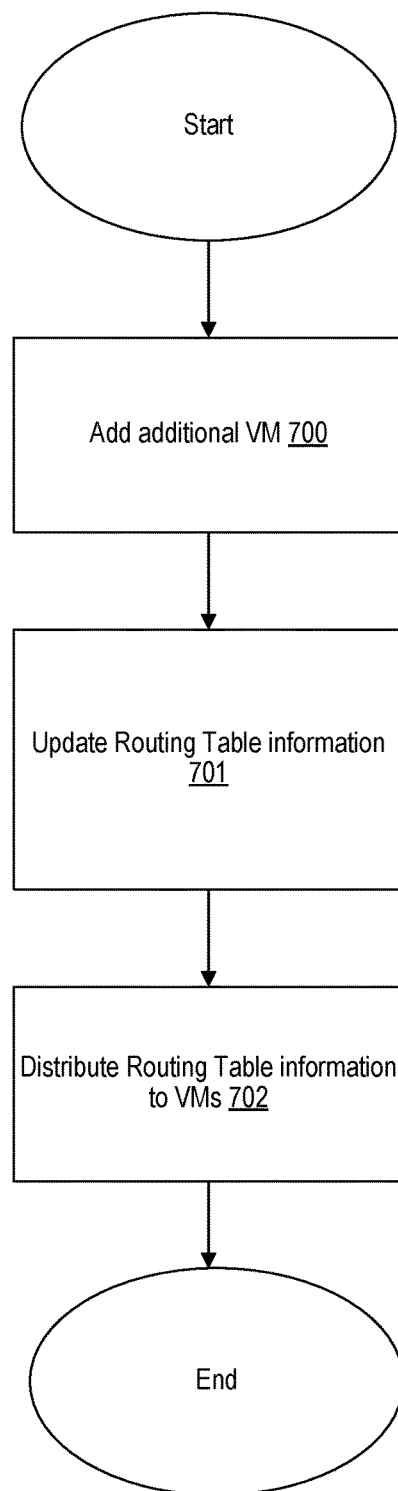 Start
Add additional VM 700
Update Routing Table information
701
Distribute Routing Table information
to VMs 702
End